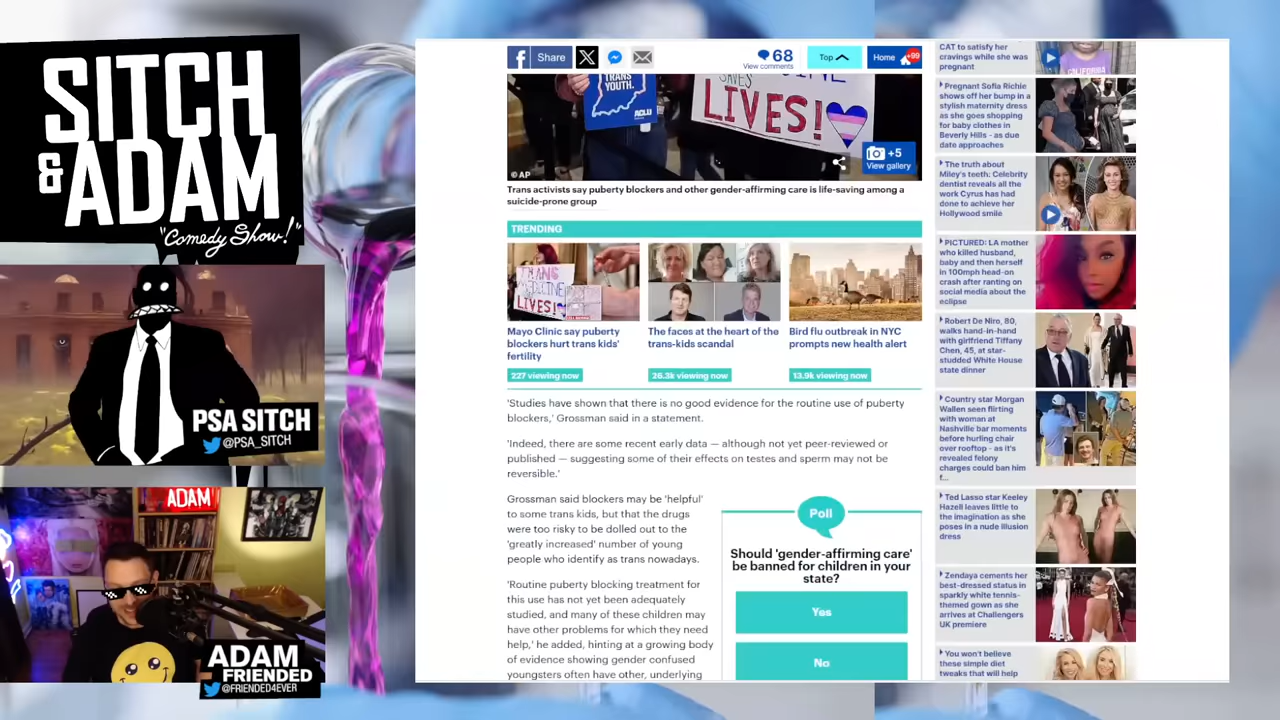 SITCH
& ADAM
"Comedy Show!"
PSA SITCH
@PSA_SITCH
ADAM
ADAM
FRIENDED
@FRIENDED4EVER
Share
68
View comments
Top
Home
+99
TRANS
YOUTH.
ACLU
SAVES
LIVES!
+5
View gallery
© AP
Trans activists say puberty blockers and other gender-affirming care is life-saving among a
suicide-prone group
TRENDING
TRANS
LIVES!
Mayo Clinic say puberty
blockers hurt trans kids'
fertility
227 viewing now
The faces at the heart of the
trans-kids scandal
26.3k viewing now
Bird flu outbreak in NYC
prompts new health alert
13.9k viewing now
'Studies have shown that there is no good evidence for the routine use of puberty
blockers,' Grossman said in a statement.
'Indeed, there are some recent early data — although not yet peer-reviewed or
published — suggesting some of their effects on testes and sperm may not be
reversible.'
Grossman said blockers may be 'helpful'
to some trans kids, but that the drugs
were too risky to be dolled out to the
'greatly increased' number of young
people who identify as trans nowadays.
'Routine puberty blocking treatment for
this use has not yet been adequately
studied, and many of these children may
have other problems for which they need
help,' he added, hinting at a growing body
of evidence showing gender confused
youngsters often have other, underlying
Poll
Should 'gender-affirming care'
be banned for children in your
state?
Yes
No
CAT to satisfy her
cravings while she was
pregnant
CALIFORNIA
Pregnant Sofia Richie
shows off her bump in a
stylish maternity dress
as she goes shopping
for baby clothes in
Beverly Hills - as due
date approaches
The truth about
Miley's teeth: Celebrity
dentist reveals all the
work Cyrus has had
done to achieve her
Hollywood smile
PICTURED: LA mother
who killed husband,
baby and then herself
in 100mph head-on
crash after ranting on
social media about the
eclipse
Robert De Niro, 80,
walks hand-in-hand
with girlfriend Tiffany
Chen, 45, at star-
studded White House
state dinner
Country star Morgan
Wallen seen flirting
with woman at
Nashville bar moments
before hurling chair
over rooftop - as it's
revealed felony
charges could ban him
f...
Ted Lasso star Keeley
Hazell leaves little to
the imagination as she
poses in a nude illusion
dress
Zendaya cements her
best-dressed status in
sparkly white tennis-
themed gown as she
arrives at Challengers
UK premiere
You won't believe
these simple diet
tweaks that will help